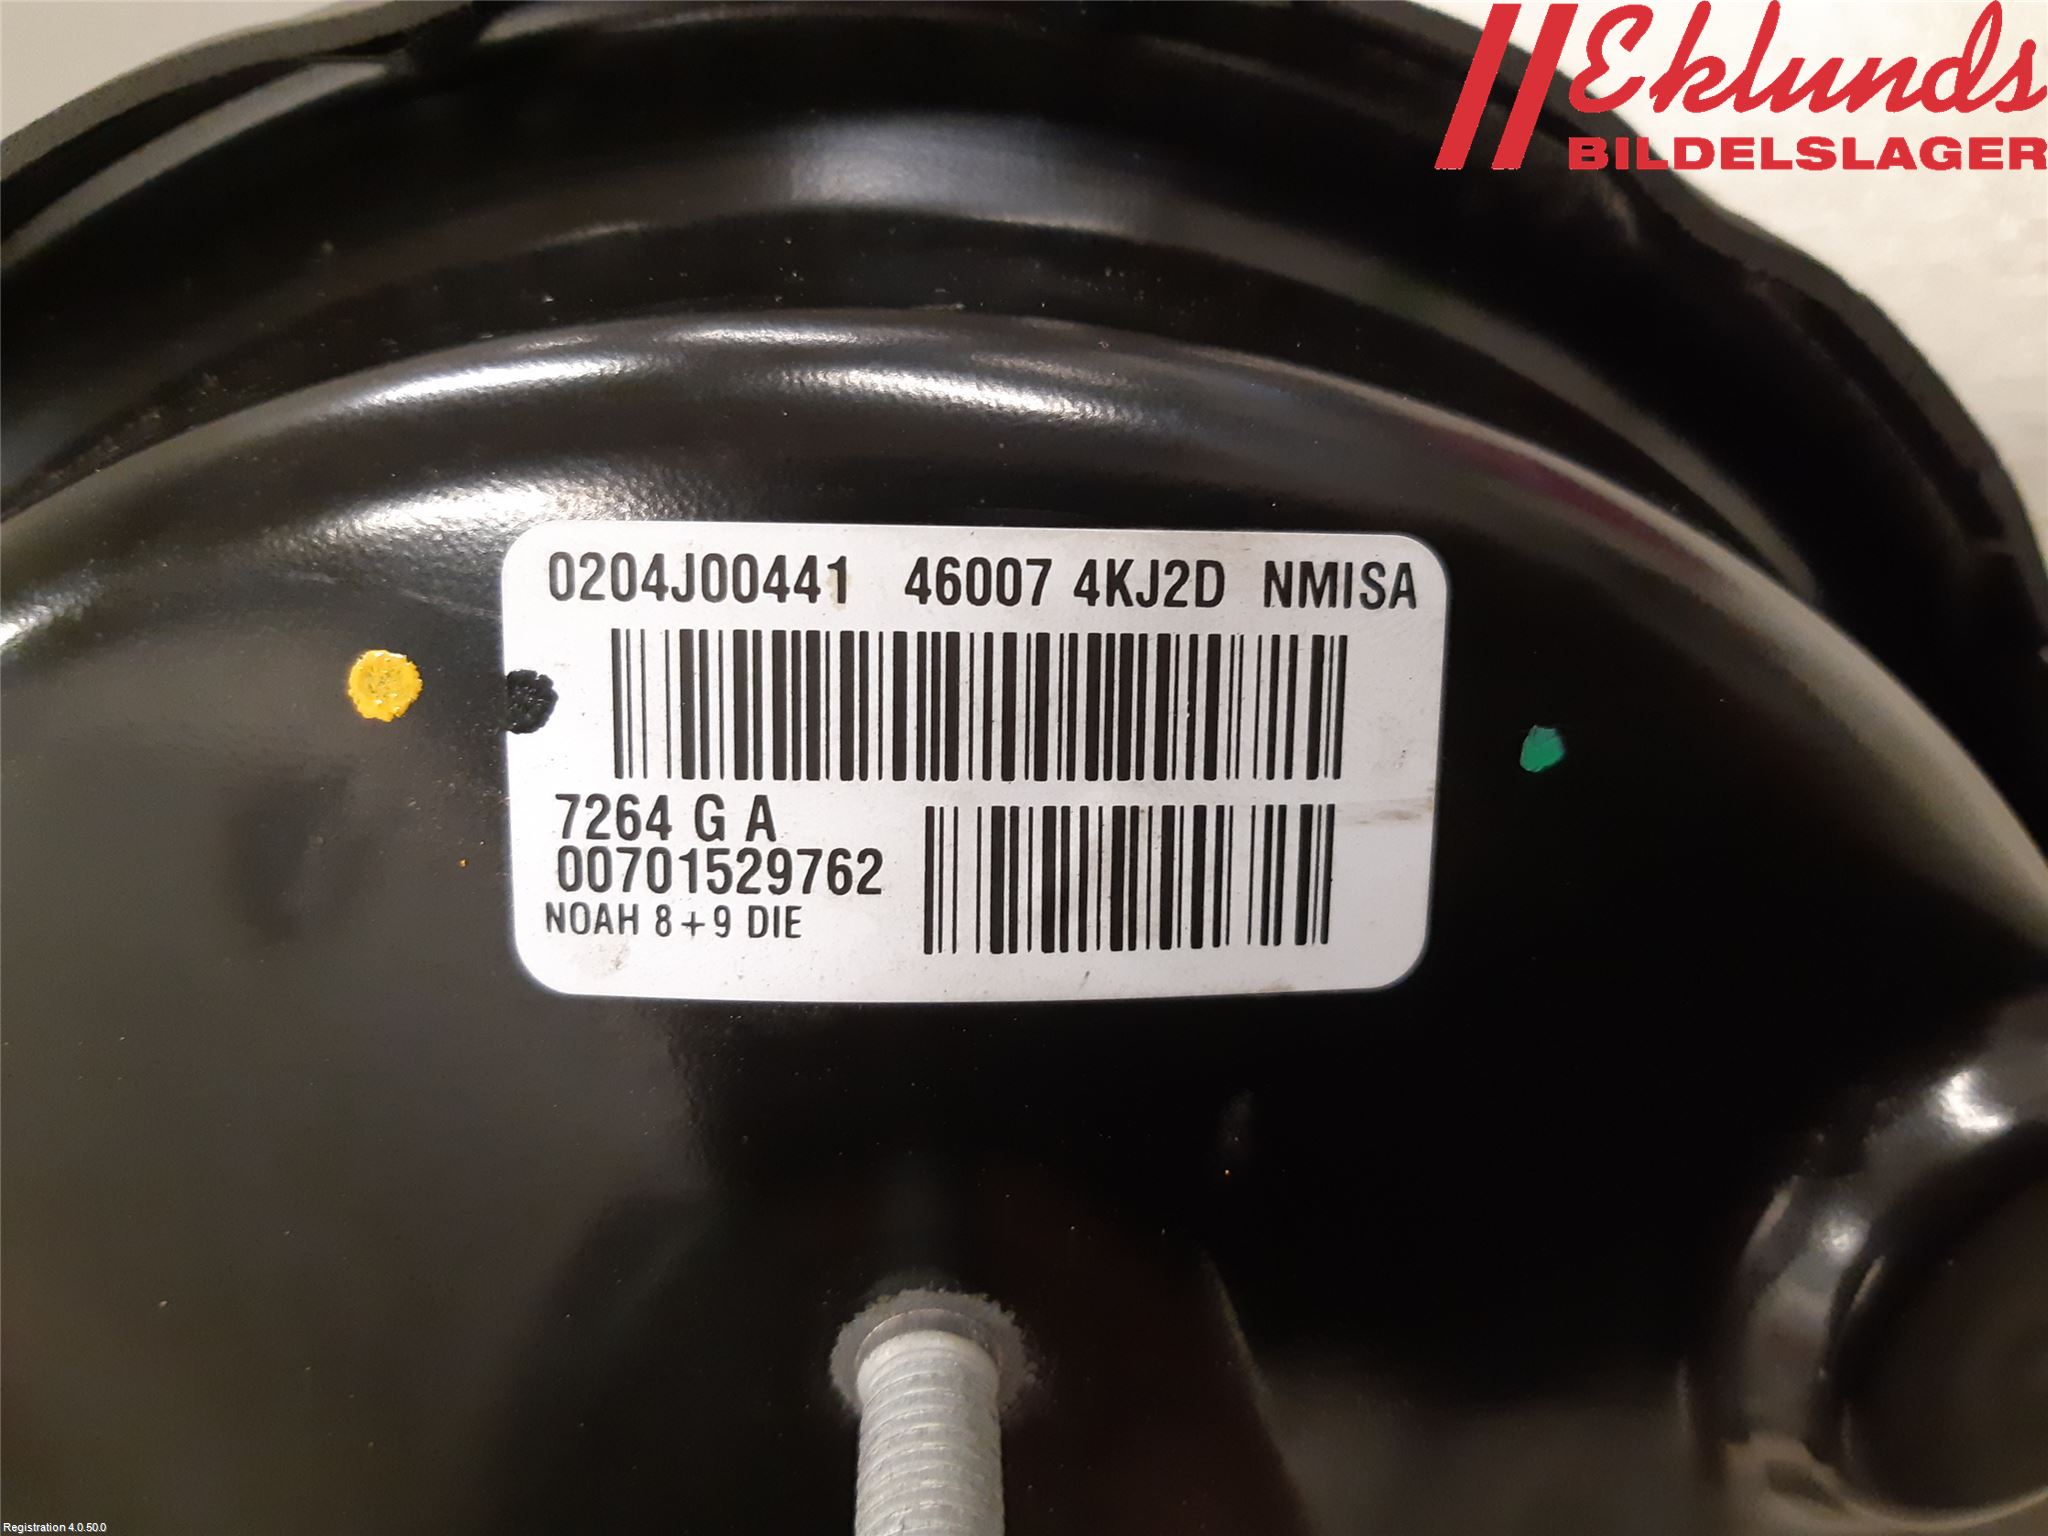 Eklunds
BILDELSLAGER
0204J00441 46007 4KJ2D NMISA
7264 G A
00701529762
NOAH 8+9 DIE
Registration 4.0.50.0